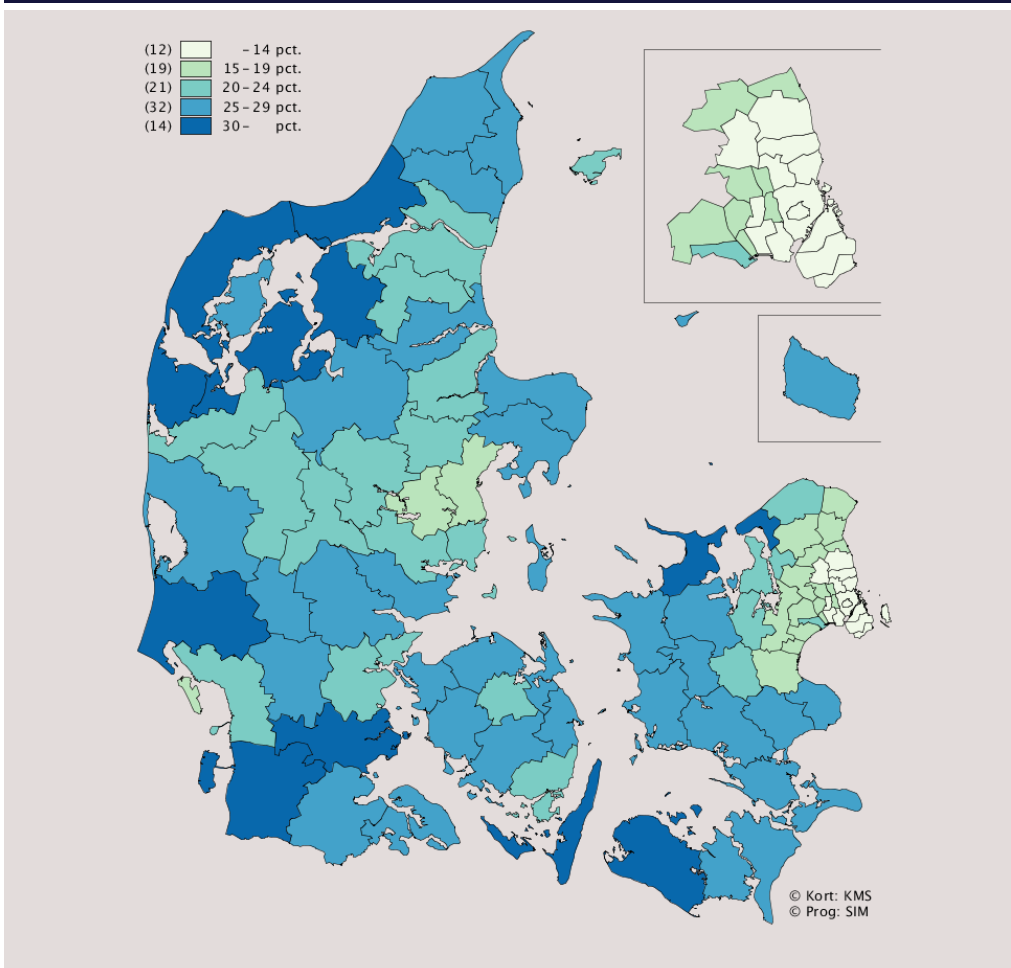 (12) -14 pct.
(19) 15-19 pct.
(21) 20-24 pct.
(32) 25-29 pct.
(14) 30- pct.
© Kort: KMS
© Prog: SIM